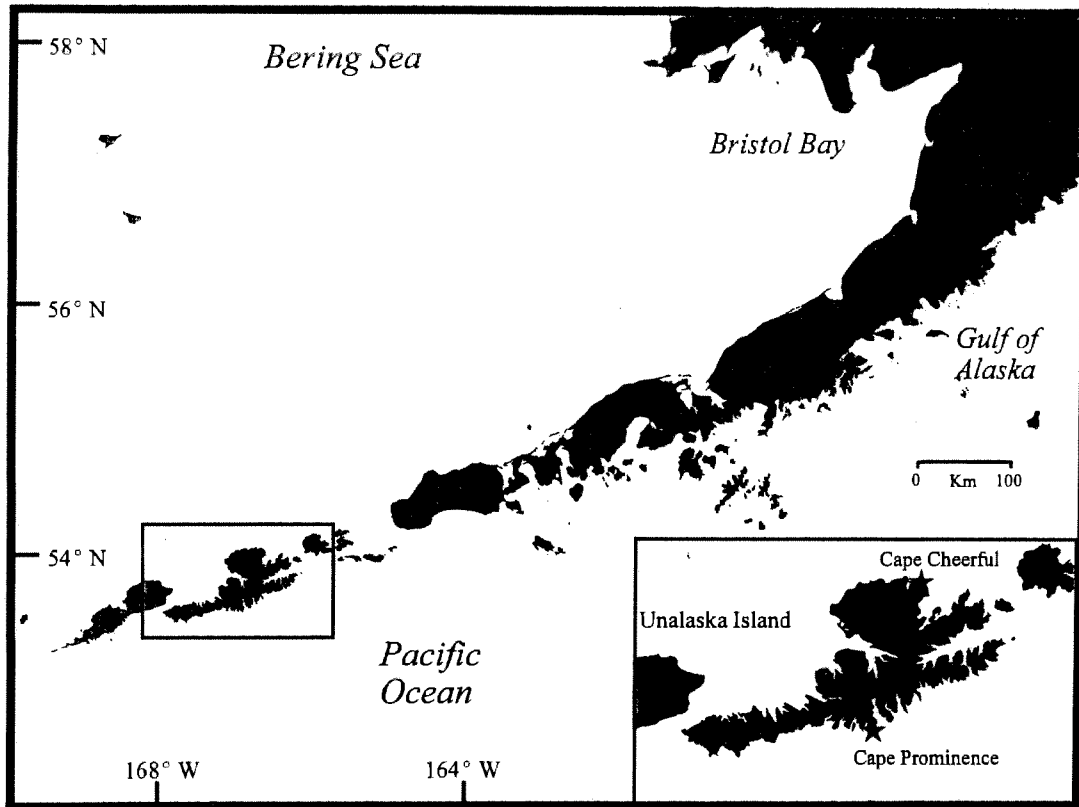 58° N
Bering Sea
Bristol Bay
56° N
Gulf of
Alaska
0 Km 100
54° N
Cape Cheerful
Unalaska Island
Pacific
Ocean
Cape Prominence
168° W
164° W